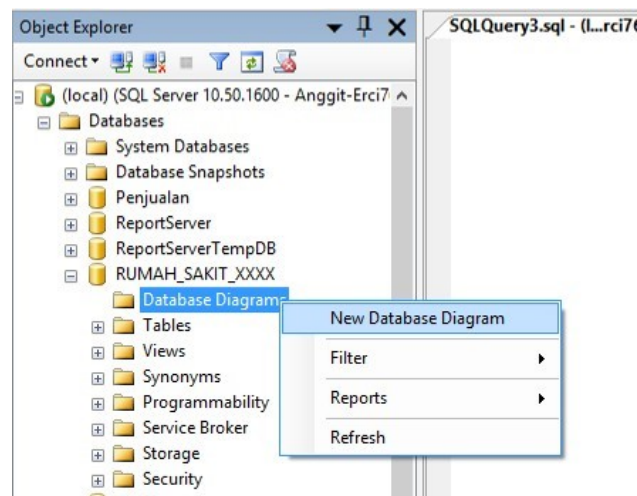 Object Explorer
SQLQuery3.sql - (l...rci76
Connect
(local) (SQL Server 10.50.1600 - Anggit-Erci7
Databases
System Databases
Database Snapshots
Penjualan
ReportServer
ReportServerTempDB
RUMAH_SAKIT_XXXX
Database Diagrams
New Database Diagram
Tables
Views
Filter
Synonyms
Programmability
Reports
Service Broker
Refresh
Storage
Security